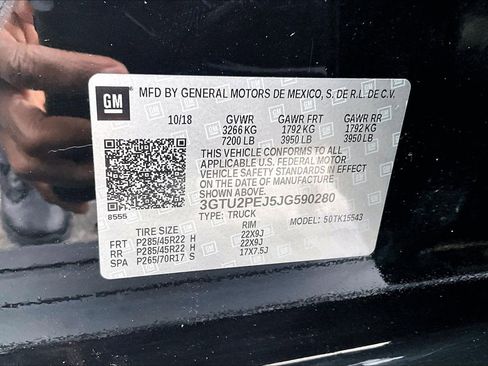 GM
MFD BY GENERAL MOTORS DE MEXICO, S. DE R.L. DE C.V.
10/18 GVWR GAWR FRT GAWR RR
3266 KG 1792 KG 1792 KG
7200 LB 3950 LB 3950 LB
THIS VEHICLE CONFORMS TO ALL
APPLICABLE U.S. FEDERAL MOTOR
VEHICLE SAFETY STANDARDS IN EFFECT
ON THE DATE OF MANUFACTURE
SHOWN ABOVE.
3GTU2PEJ5JG590280
TYPE: TRUCK
8555
50TK15543
TIRE SIZE RIM
FRT P285/45R22 H 22X9J
RR P285/45R22 H 22X9J
SPA P265/70R17 S 17X7.5J